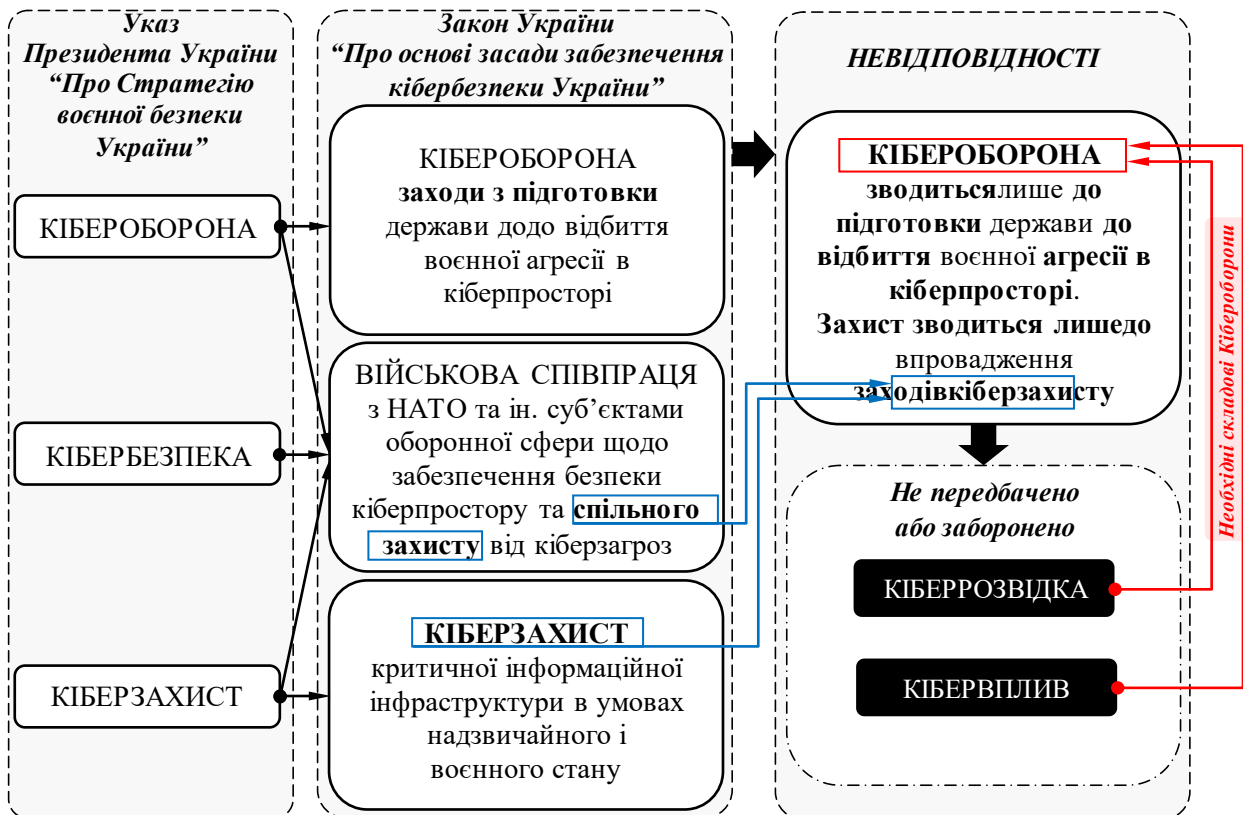 Указ
Президента України
“Про Стратегію
воєнної безпеки
України”
КІБЕРОБОРОНА
КІБЕРБЕЗПЕКА
КІБЕРЗАХИСТ
Закон України
“Про основі засади забезпечення
кібербезпеки України”
КІБЕРОБОРОНА
заходи з підготовки
держави додо відбиття
воєнної агресії в
кіберпросторі
ВІЙСЬКОВА СПІВПРАЦЯ
з НАТО та ін. суб’єктами
оборонної сфери щодо
забезпечення безпеки
кіберпростору та спільного
захисту від кіберзагроз
КІБЕРЗАХИСТ
критичної інформаційної
інфраструктури в умовах
надзвичайного і
воєнного стану
НЕВІДПОВІДНОСТІ
КІБЕРОБОРОНА
зводитьсялише до
підготовки держави до
відбиття воєнної агресії в
кіберпросторі.
Захист зводиться лишедо
впровадження
заходівкіберзахисту
Не передбачено
або заборонено
КІБЕРРОЗВІДКА
КІБЕРВПЛИВ
Необхідні складові Кібероборони